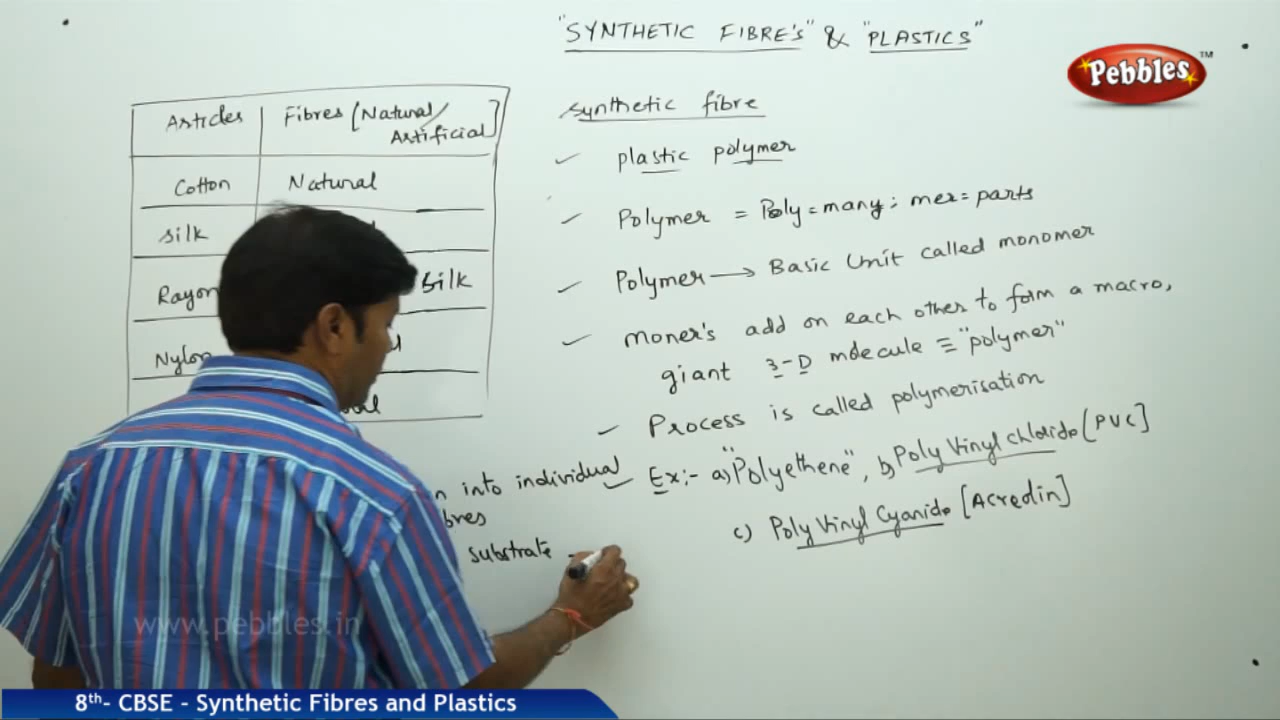 "SYNTHETIC FIBRE'S" & "PLASTICS"
Pebbles™
Articles Fibres [Natural/
Artificial]
Cotton Natural
Silk
Rayon Silk
Nylon
synthetic fibre
✓ plastic polymer
✓ Polymer = Poly = many; mer = parts
✓ Polymer → Basic Unit called monomer
✓ moner's add on each other to form a macro,
giant 3-D molecule ≡ "polymer"
✓ Process is called polymerisation
✓ Ex:- a) "Polyethene", b) Poly Vinyl Chloride [PVC]
c) Poly Vinyl Cyanide
into individual
substrate
www.pebbles.in
8th- CBSE - Synthetic Fibres and Plastics